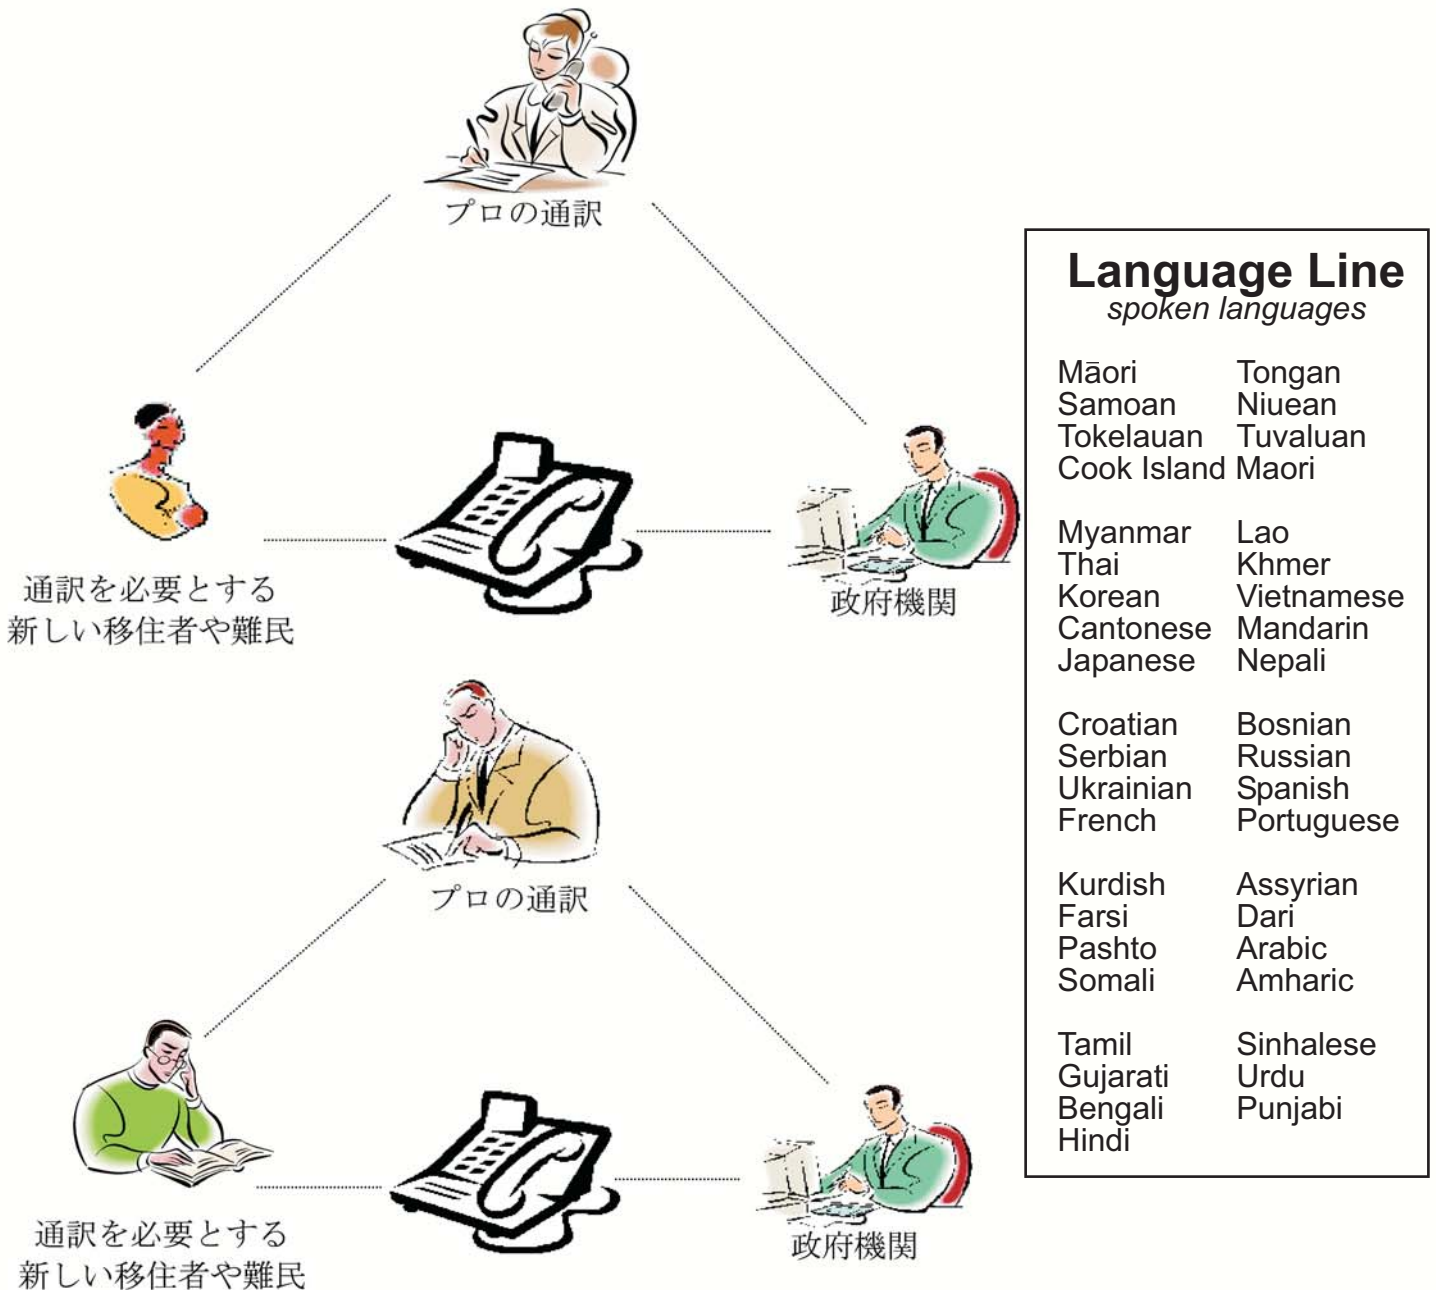 プロの通訳
通訳を必要とする
新しい移住者や難民
政府機関
プロの通訳
通訳を必要とする
新しい移住者や難民
政府機関
Language Line
spoken languages
Māori Tongan
Samoan Niuean
Tokelauan Tuvaluan
Cook Island Maori
Myanmar Lao
Thai Khmer
Korean Vietnamese
Cantonese Mandarin
Japanese Nepali
Croatian Bosnian
Serbian Russian
Ukrainian Spanish
French Portuguese
Kurdish Assyrian
Farsi Dari
Pashto Arabic
Somali Amharic
Tamil Sinhalese
Gujarati Urdu
Bengali Punjabi
Hindi